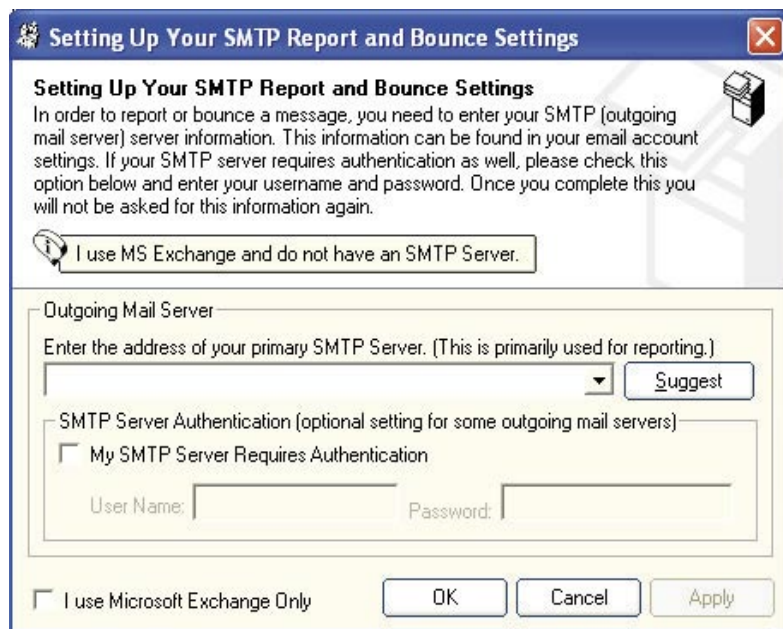 Setting Up Your SMTP Report and Bounce Settings
Setting Up Your SMTP Report and Bounce Settings
In order to report or bounce a message, you need to enter your SMTP (outgoing
mail server) server information. This information can be found in your email account
settings. If your SMTP server requires authentication as well, please check this
option below and enter your username and password. Once you complete this you
will not be asked for this information again.
I use MS Exchange and do not have an SMTP Server.
Outgoing Mail Server
Enter the address of your primary SMTP Server. (This is primarily used for reporting.)
Suggest
SMTP Server Authentication (optional setting for some outgoing mail servers)
My SMTP Server Requires Authentication
User Name: Password:
I use Microsoft Exchange Only OK Cancel Apply